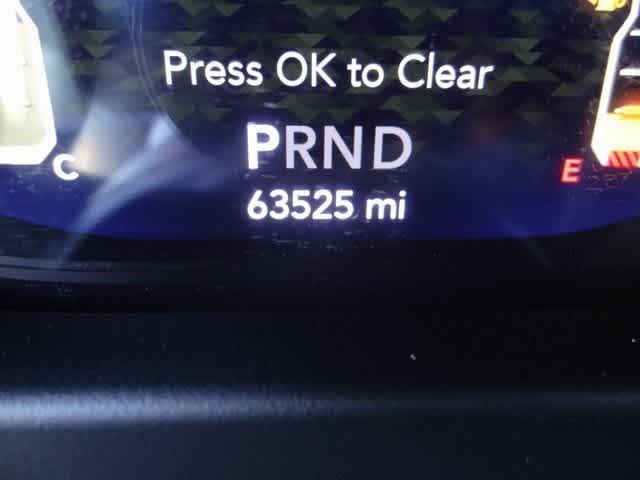 Press OK to Clear
PRND
C
E
63525 mi